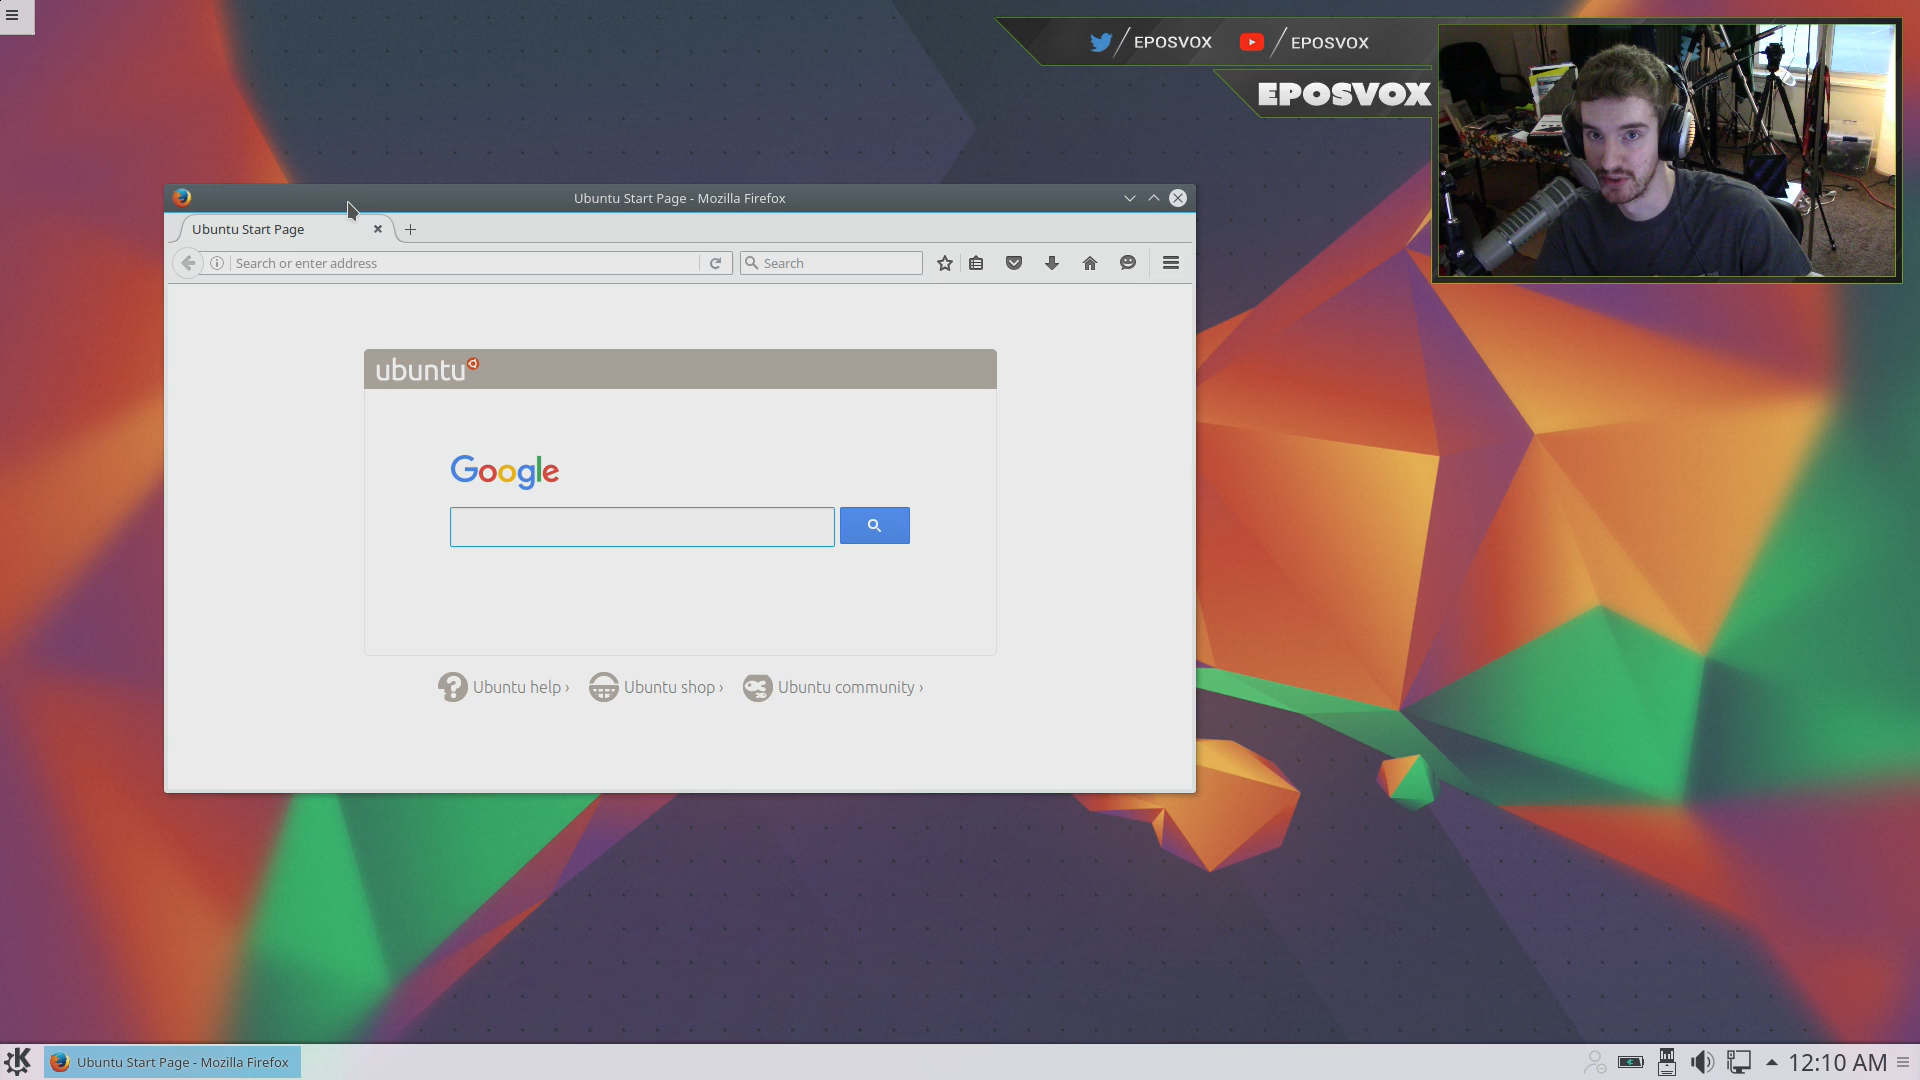 EPOSVOX
EPOSVOX
EPOSVOX
Ubuntu Start Page - Mozilla Firefox
Ubuntu Start Page
Search or enter address
Search
ubuntu
Google
Ubuntu help ›
Ubuntu shop ›
Ubuntu community ›
Ubuntu Start Page - Mozilla Firefox
12:10 AM